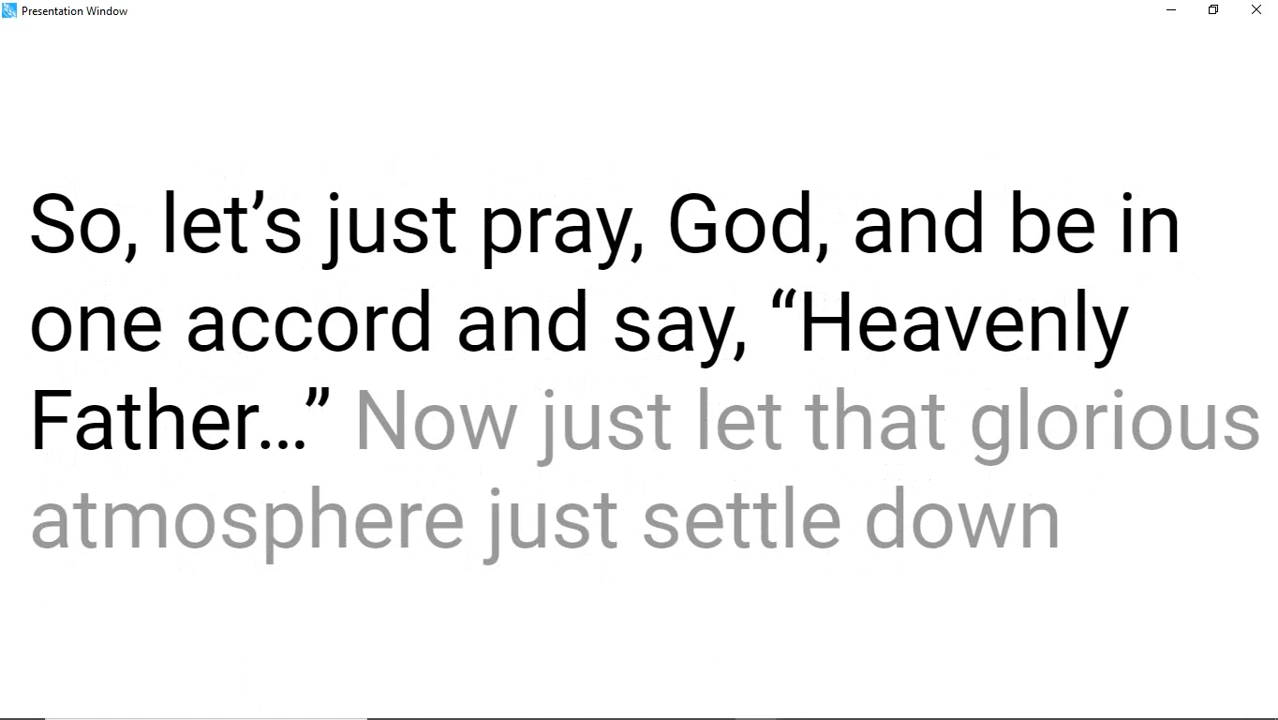 Presentation Window
So, let’s just pray, God, and be in
one accord and say, “Heavenly
Father…” Now just let that glorious
atmosphere just settle down